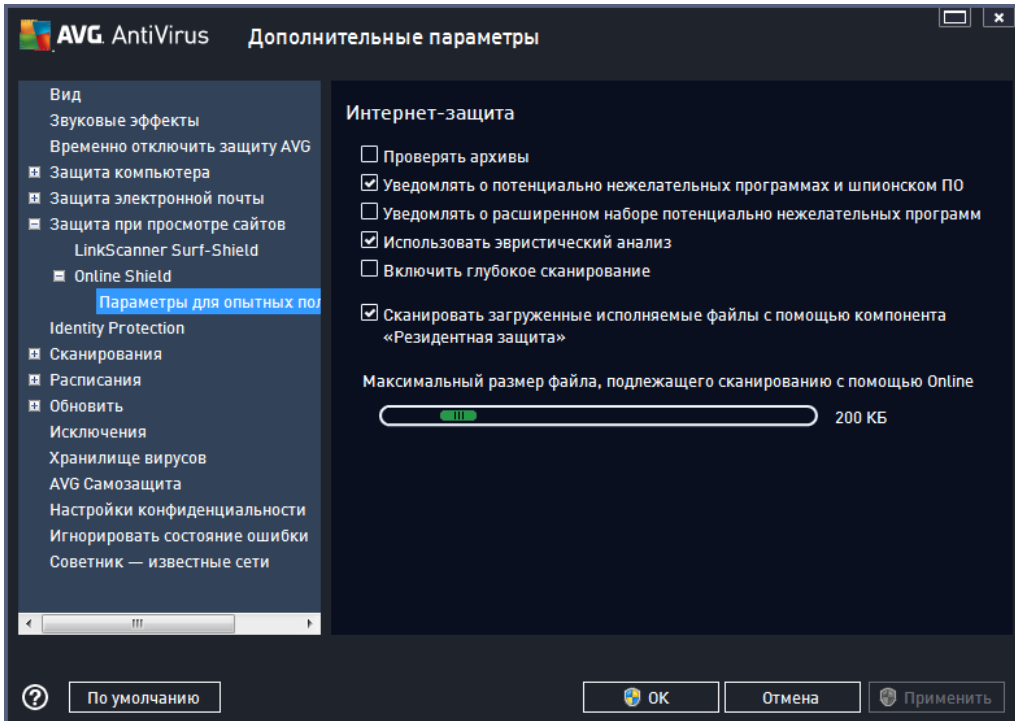 AVG. AntiVirus
Дополнительные параметры
Вид
Звуковые эффекты
Временно отключить защиту AVG
Защита компьютера
Защита электронной почты
Защита при просмотре сайтов
LinkScanner Surf-Shield
Online Shield
Параметры для опытных пол
Identity Protection
Сканирования
Расписания
Обновить
Исключения
Хранилище вирусов
AVG Самозащита
Настройки конфиденциальности
Игнорировать состояние ошибки
Советник — известные сети
Интернет-защита
Проверять архивы
Уведомлять о потенциально нежелательных программах и шпионском ПО
Уведомлять о расширенном наборе потенциально нежелательных программ
Использовать эвристический анализ
Включить глубокое сканирование
Сканировать загруженные исполняемые файлы с помощью компонента
«Резидентная защита»
Максимальный размер файла, подлежащего сканированию с помощью Online
200 КБ
По умолчанию
ОК
Отмена
Применить